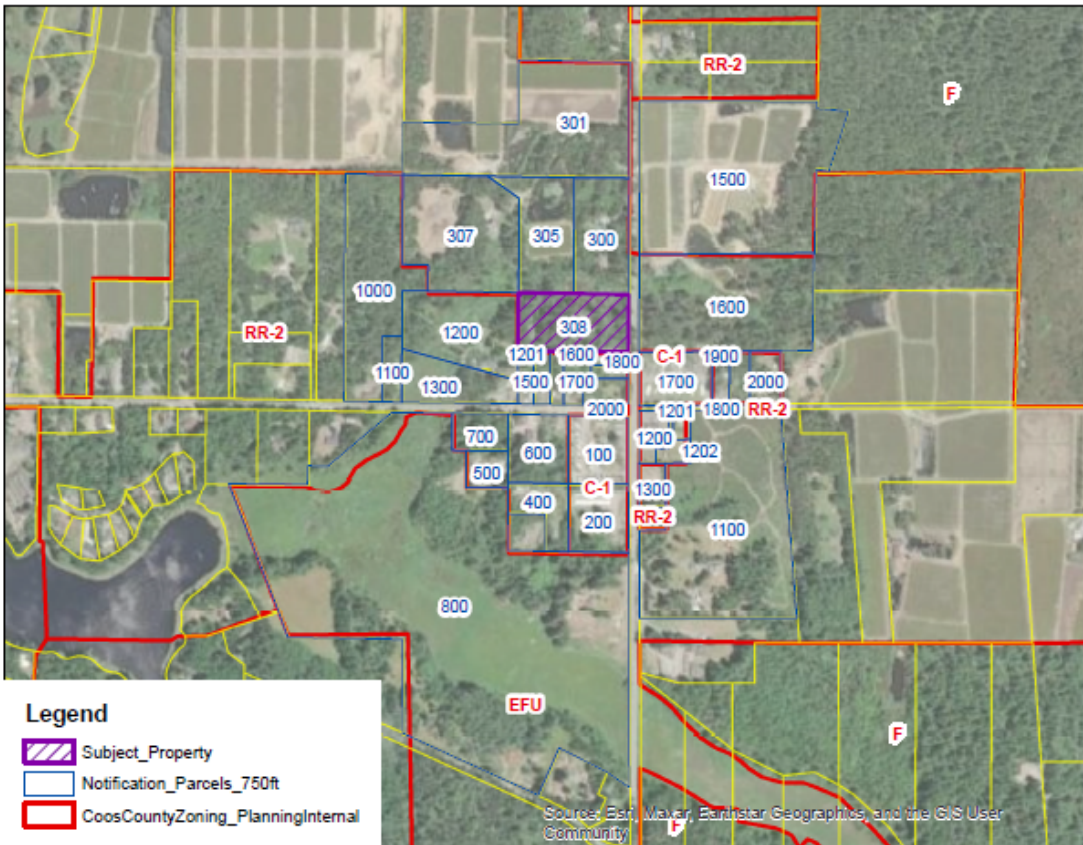 RR-2
F
301
1500
307
305
300
1000
1600
308
RR-2
1200
1201
1600
1800
C-1
1900
1100
1300
1500
1700
1700
2000
2000
1201
1800
RR-2
700
600
100
1200
1202
500
1300
C-1
400
200
RR-2
1100
800
EFU
F
Legend
Subject_Property
Notification_Parcels_750ft
CoosCountyZoning_PlanningInternal
Source: Esri, Maxar, Earthstar Geographics, and the GIS User
Community
F